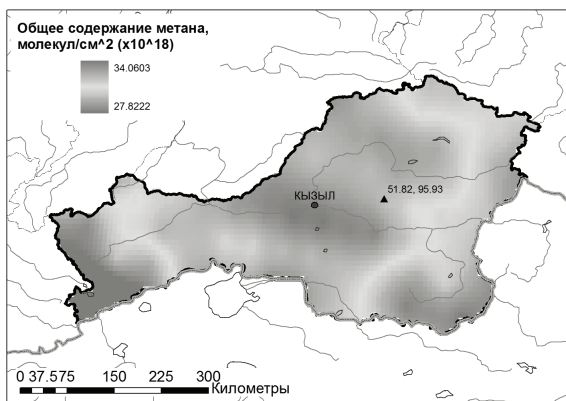 Общее содержание метана,
молекул/см^2 (x10^18)
34.0603
27.8222
51.82, 95.93
КЫЗЫЛ
0 37.575 150 225 300
Километры